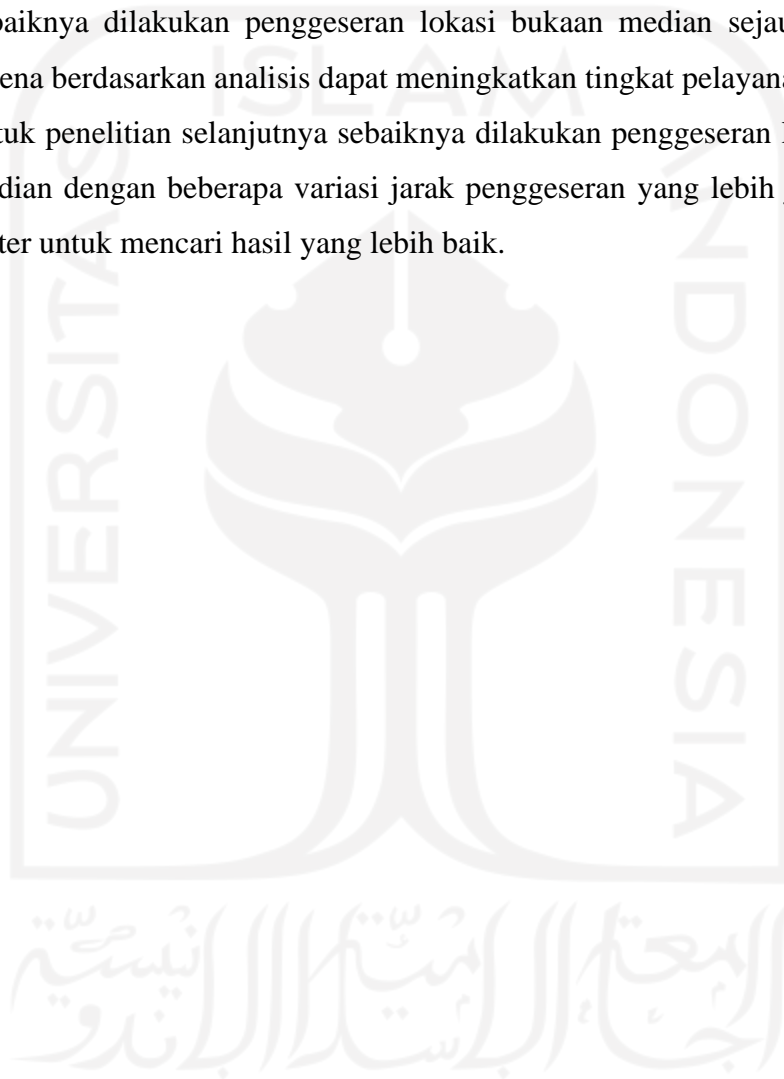 baiknya dilakukan penggeseran lokasi bukaan median sejau
ena berdasarkan analisis dapat meningkatkan tingkat pelayana
tuk penelitian selanjutnya sebaiknya dilakukan penggeseran l
dian dengan beberapa variasi jarak penggeseran yang lebih j
ter untuk mencari hasil yang lebih baik.
ISLAM
UNIVERSITAS
INDONESIA